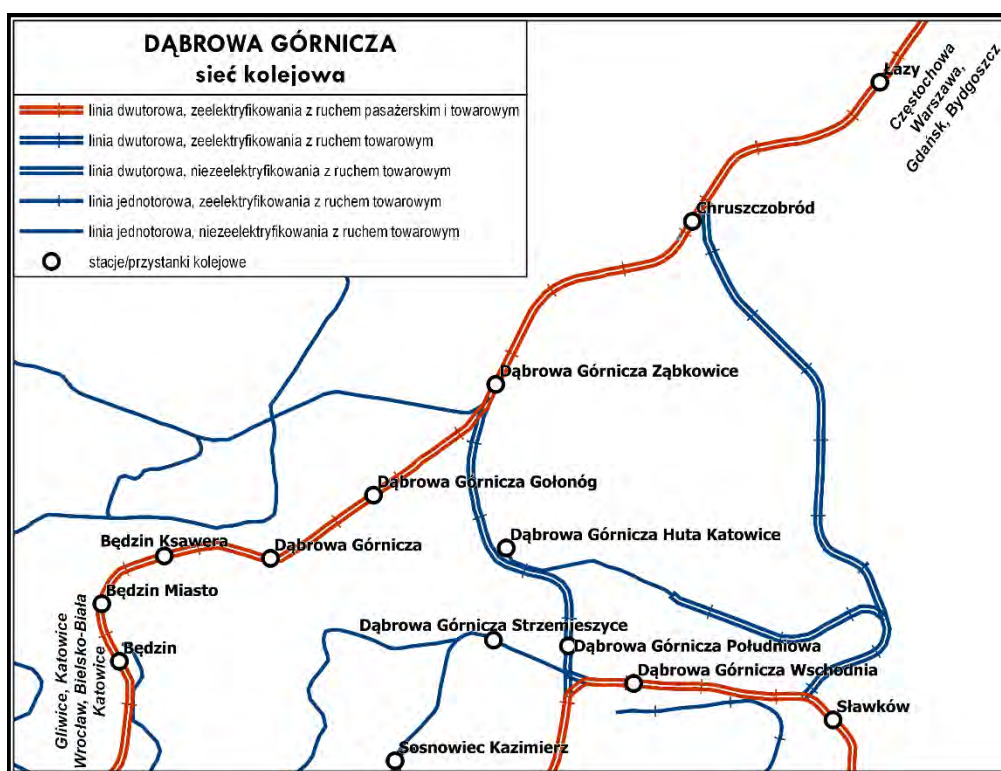 DĄBROWA GÓRNICZA
sieć kolejowa
linia dwutorowa, zeelektryfikowania z ruchem pasażerskim i towarowym
linia dwutorowa, zeelektryfikowania z ruchem towarowym
linia dwutorowa, niezeelektryfikowania z ruchem towarowym
linia jednotorowa, zeelektryfikowania z ruchem towarowym
linia jednotorowa, niezeelektryfikowania z ruchem towarowym
stacje/przystanki kolejowe
Łazy
Częstochowa
Warszawa,
Gdańsk, Bydgoszcz
Chruszczobród
Dąbrowa Górnicza Ząbkowice
Dąbrowa Górnicza Gołonóg
Dąbrowa Górnicza Huta Katowice
Będzin Ksawera
Dąbrowa Górnicza
Będzin Miasto
Dąbrowa Górnicza Strzemieszyce
Będzin
Dąbrowa Górnicza Południowa
Dąbrowa Górnicza Wschodnia
Sławków
Gliwice, Katowice
Wrocław, Bielsko-Biała
Katowice
Sosnowiec Kazimierz